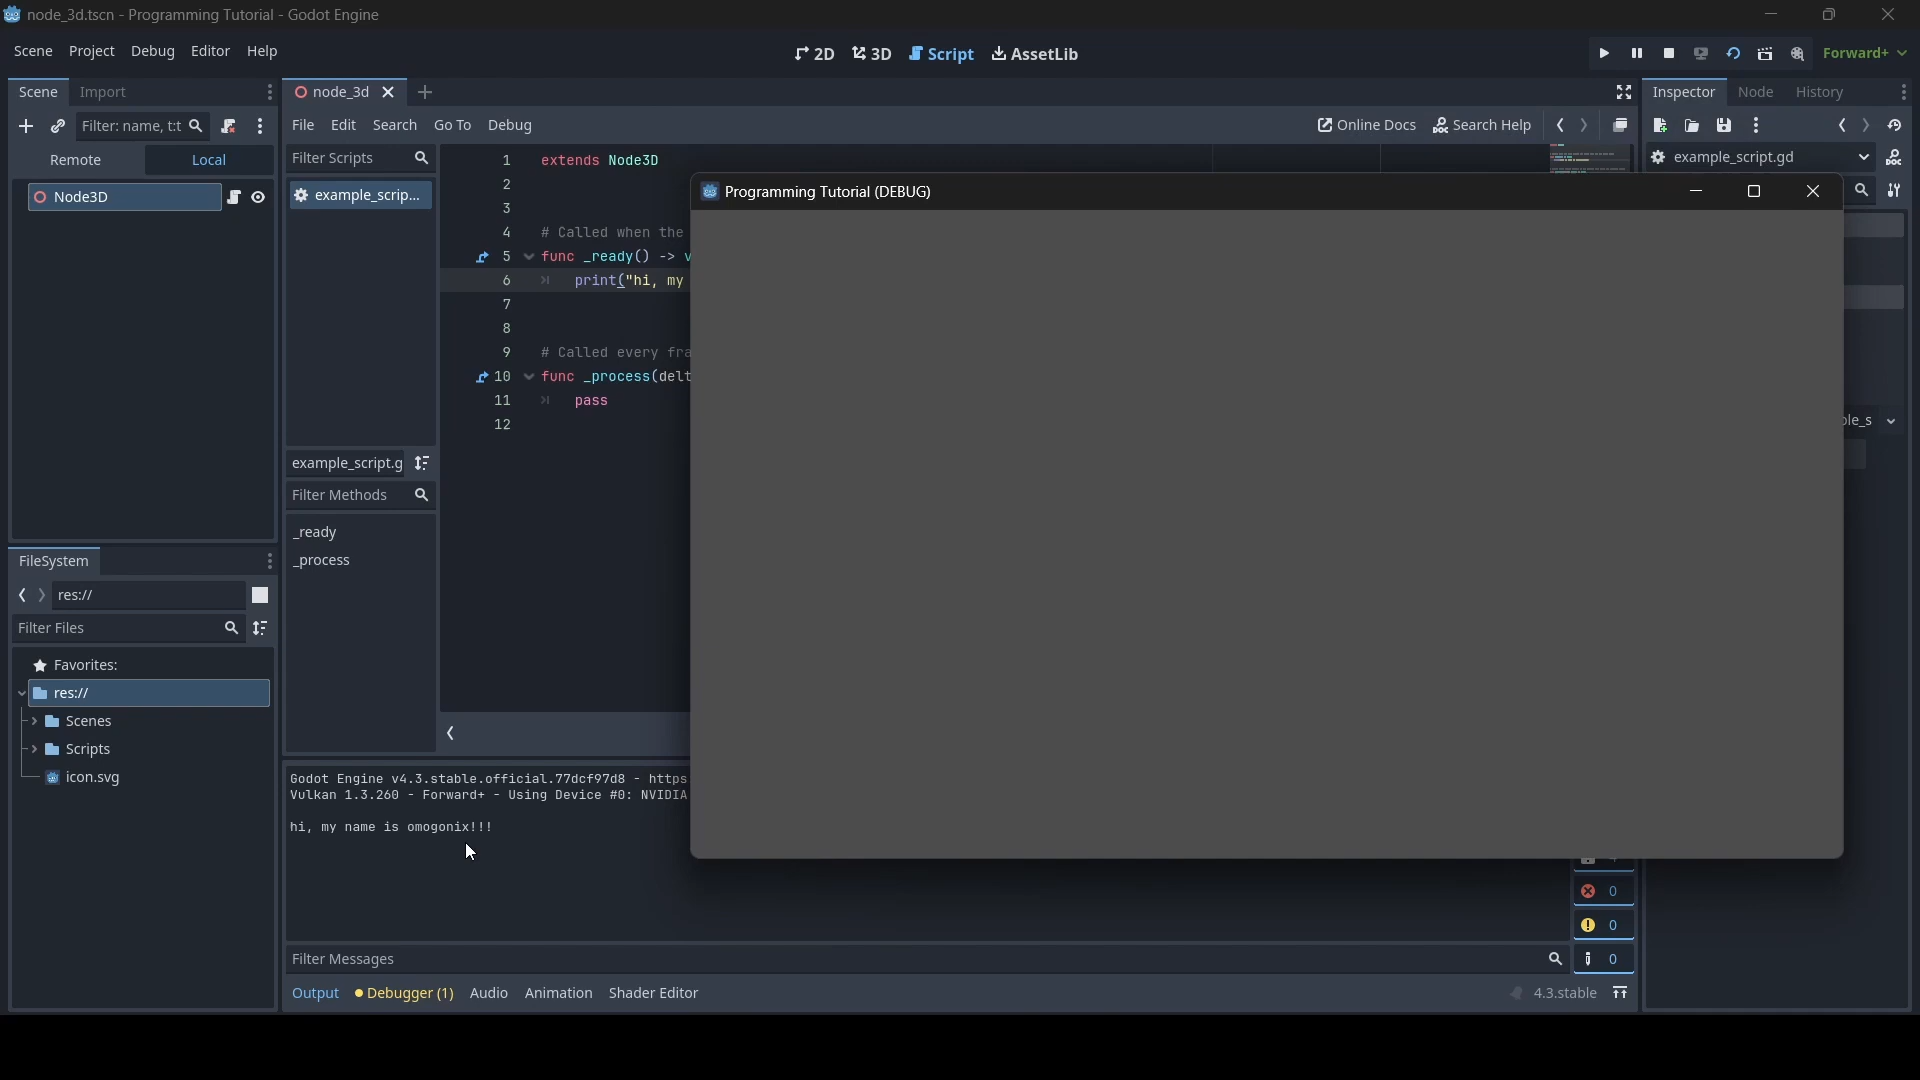 node_3d.tscn - Programming Tutorial - Godot Engine
Scene Project Debug Editor Help
2D 3D Script AssetLib
Forward+
Scene Import
node_3d
Inspector Node History
Filter: name, t:t
File Edit Search Go To Debug
Online Docs Search Help
Remote Local
Filter Scripts
example_script.gd
Node3D
example_scrip...
1 extends Node3D
2
3
4 # Called when the
5 func _ready() -> v
6 print("hi, my
7
8
9 # Called every fra
10 func _process(delt
11 pass
12
Programming Tutorial (DEBUG)
ble_s
example_script.g
Filter Methods
_ready
_process
FileSystem
res://
Filter Files
Favorites:
res://
Scenes
Scripts
icon.svg
Godot Engine v4.3.stable.official.77dcf97d8 - https
Vulkan 1.3.260 - Forward+ - Using Device #0: NVIDIA
hi, my name is omogonix!!!
0
0
0
Filter Messages
Output Debugger (1) Audio Animation Shader Editor
4.3.stable